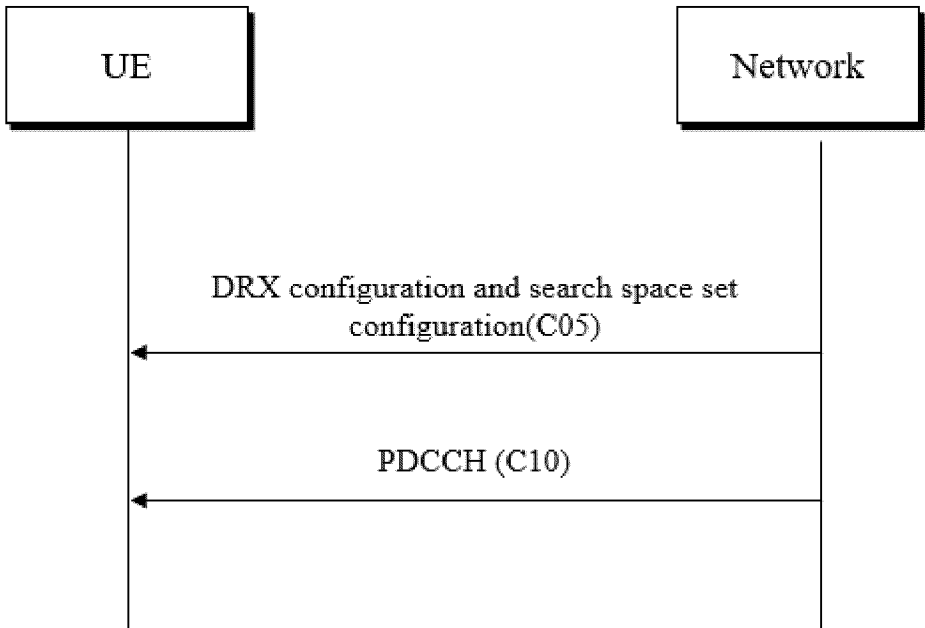 UE
Network
DRX configuration and search space set
configuration(C05)
PDCCH (C10)